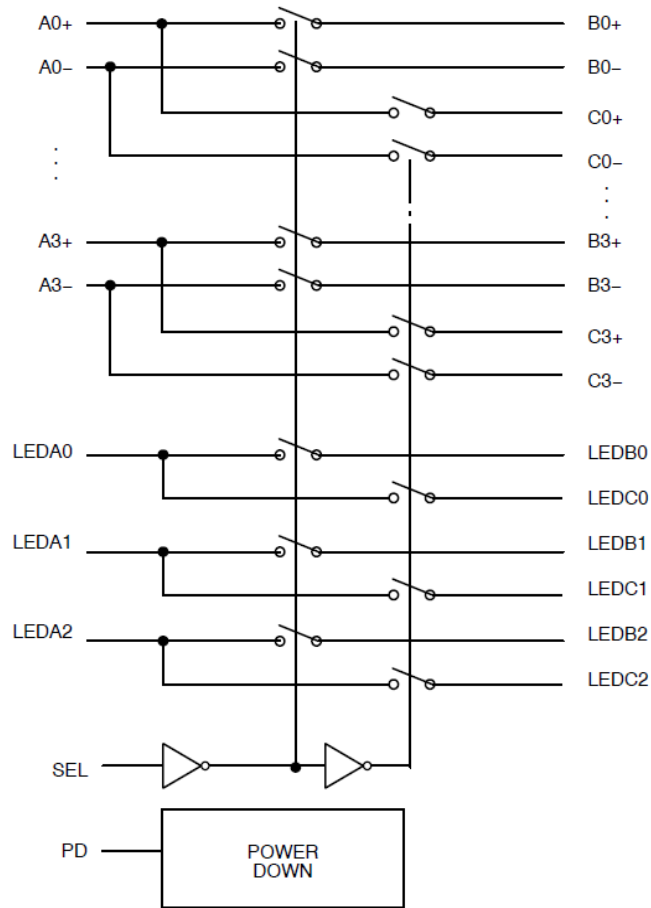 A0+ B0+
A0− B0−
C0+
C0−
A3+ B3+
A3− B3−
C3+
C3−
LEDA0 LEDB0
LEDC0
LEDA1 LEDB1
LEDC1
LEDA2 LEDB2
LEDC2
SEL
PD POWER
DOWN